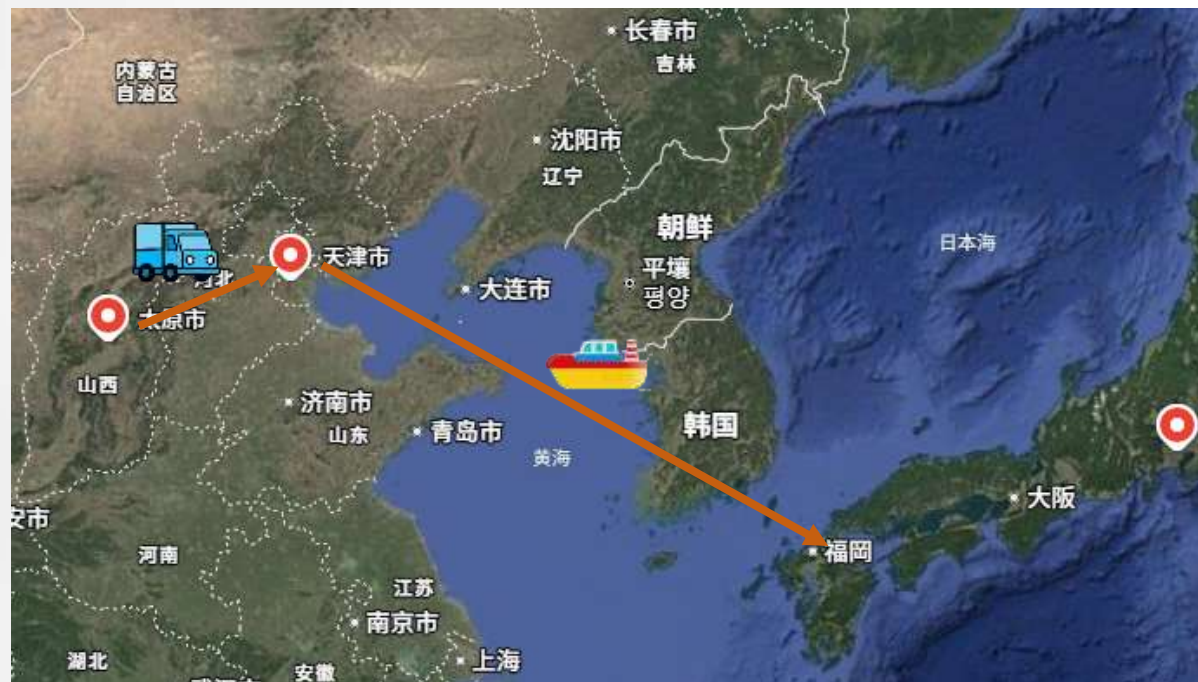 长春市
吉林
内蒙古
自治区
沈阳市
辽宁
朝鲜
日本海
天津市
平壤
평양
河北
大连市
太原市
山西
济南市
山东
青岛市
韩国
黄海
大阪
安市
福冈
河南
江苏
南京市
湖北
安徽
上海